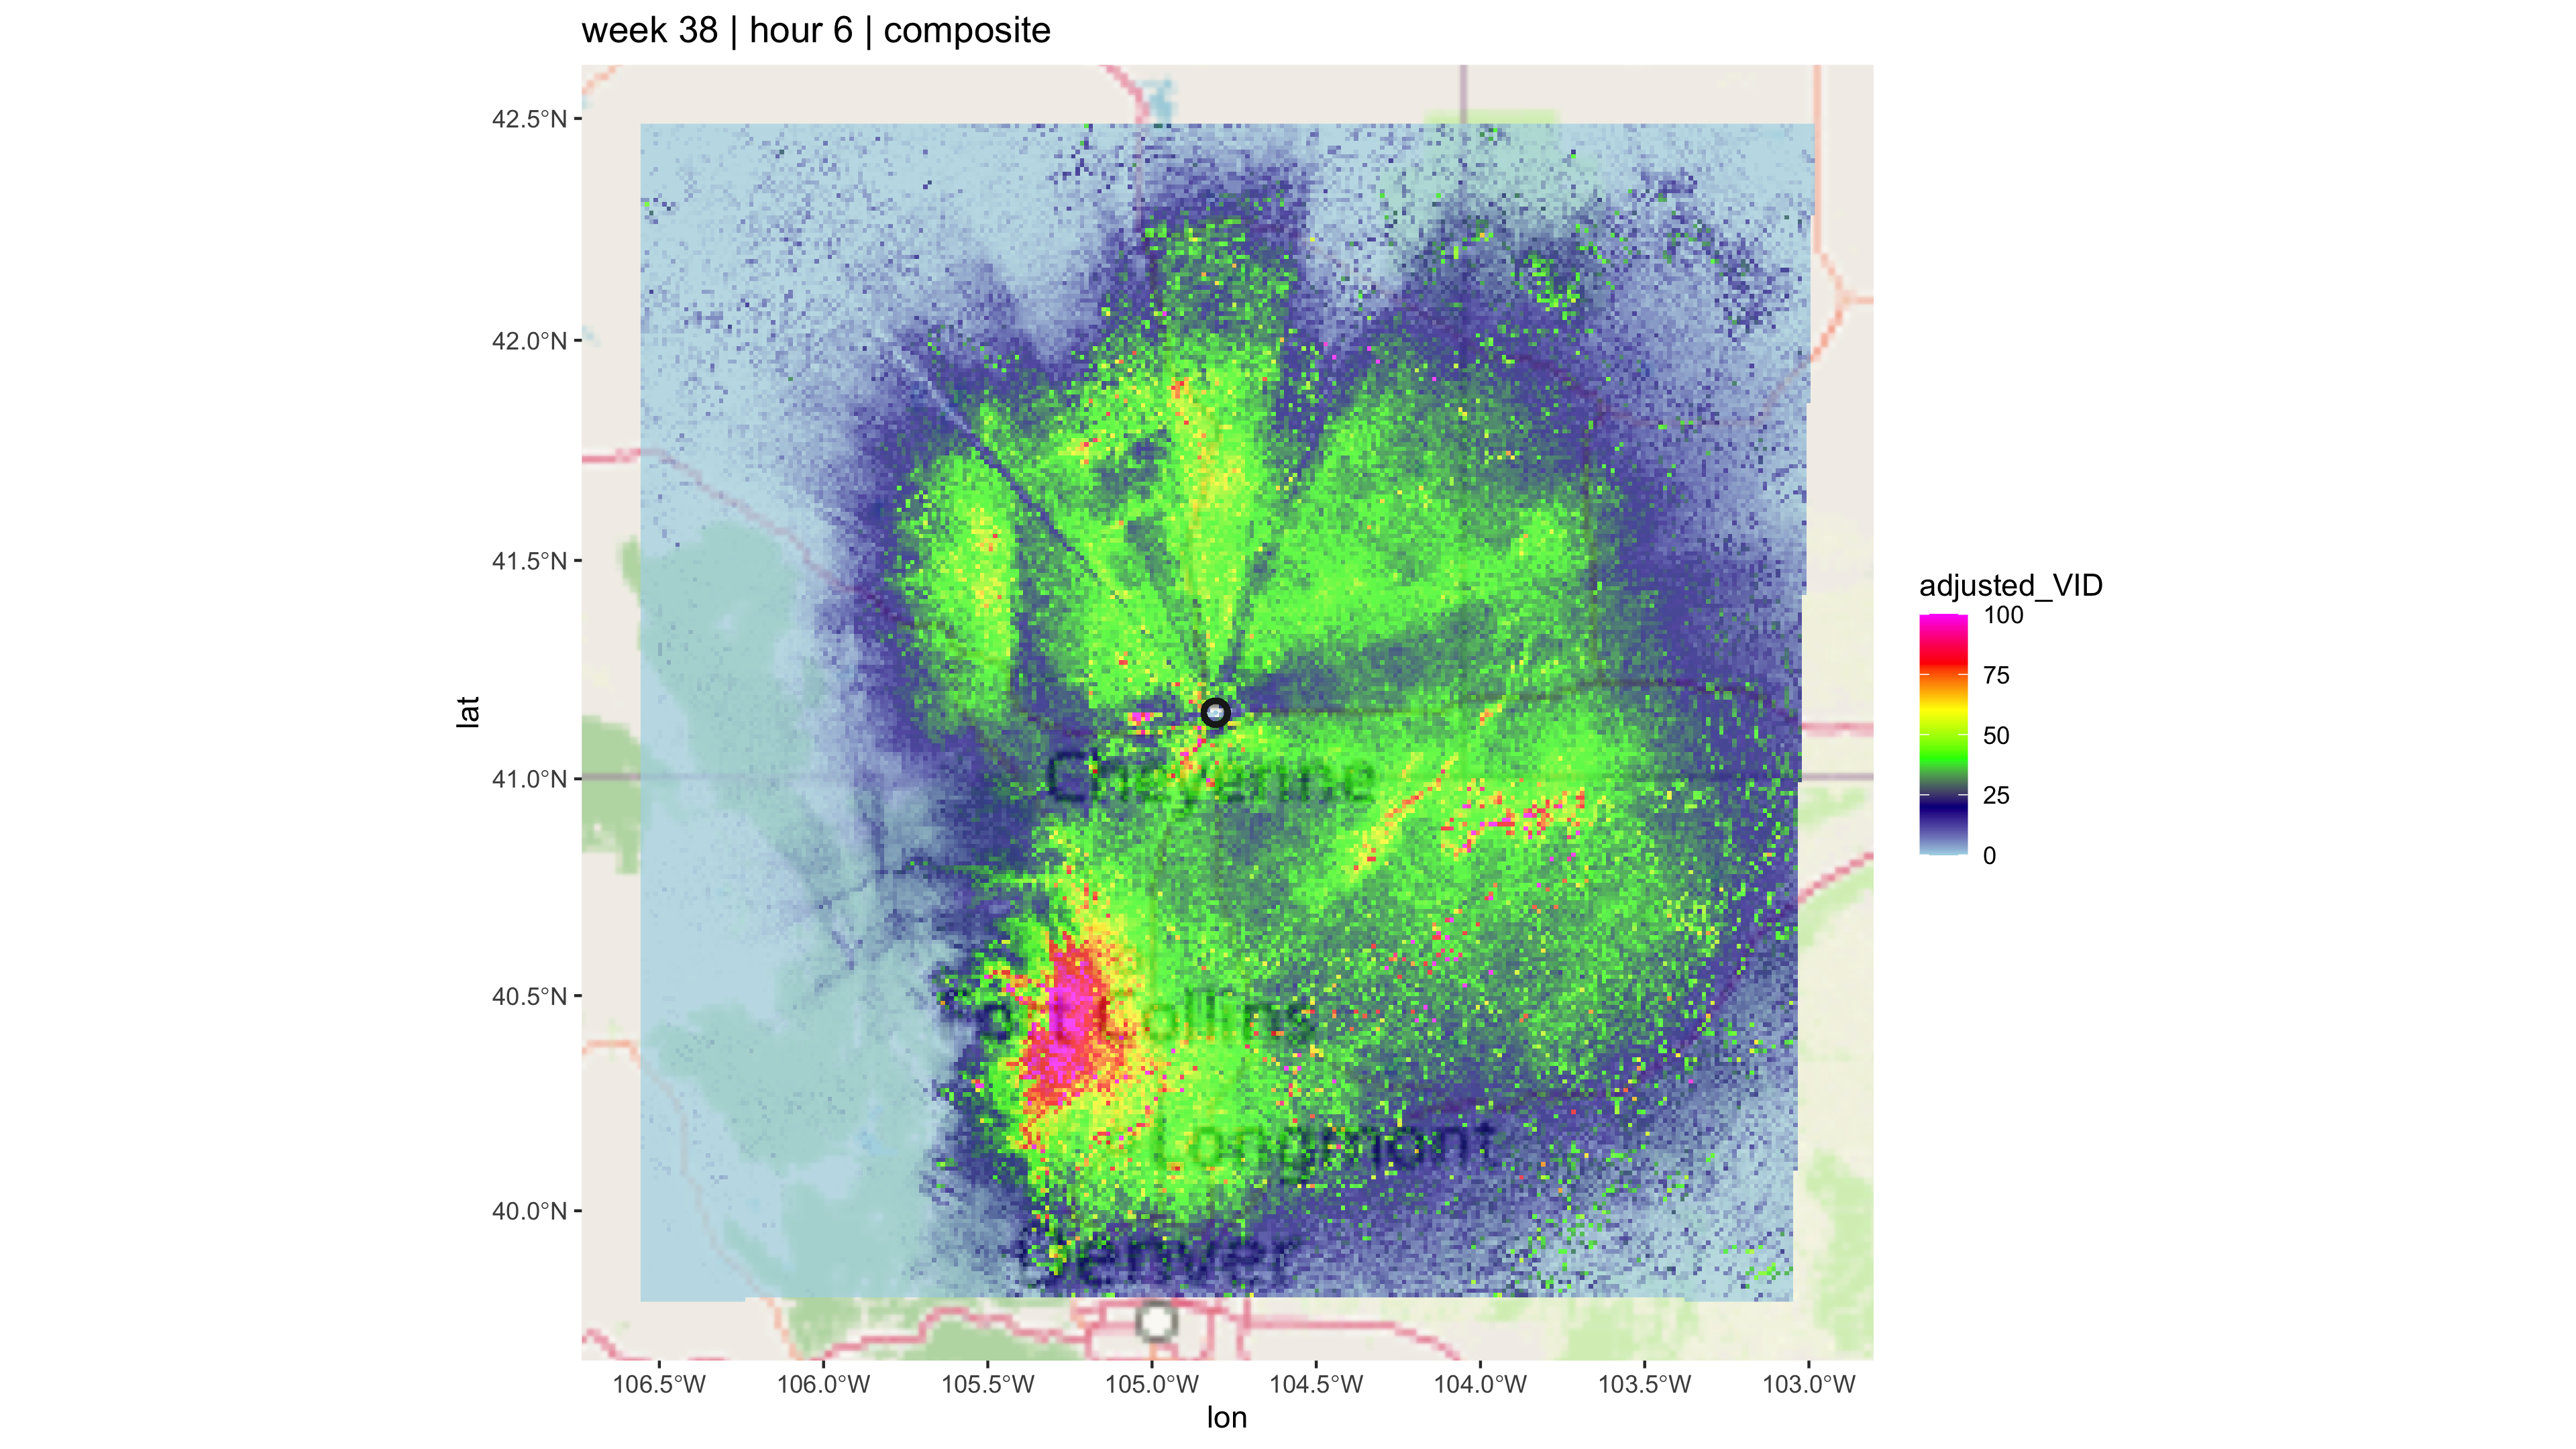 week 38 | hour 6 | composite
42.5°N
42.0°N
41.5°N
41.0°N
40.5°N
40.0°N
lat
Cheyenne
Fort Collins
Longmont
Denver
106.5°W 106.0°W 105.5°W 105.0°W 104.5°W 104.0°W 103.5°W 103.0°W
lon
adjusted_VID
100
75
50
25
0